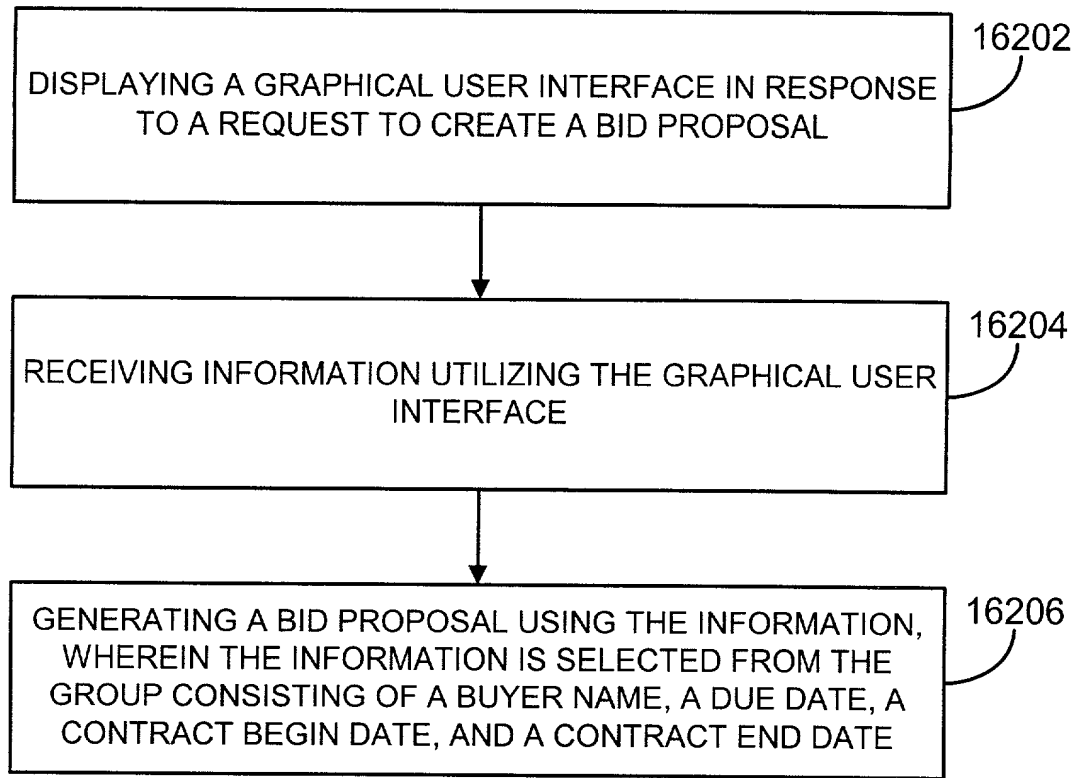 16202
DISPLAYING A GRAPHICAL USER INTERFACE IN RESPONSE
TO A REQUEST TO CREATE A BID PROPOSAL
16204
RECEIVING INFORMATION UTILIZING THE GRAPHICAL USER
INTERFACE
16206
GENERATING A BID PROPOSAL USING THE INFORMATION,
WHEREIN THE INFORMATION IS SELECTED FROM THE
GROUP CONSISTING OF A BUYER NAME, A DUE DATE, A
CONTRACT BEGIN DATE, AND A CONTRACT END DATE